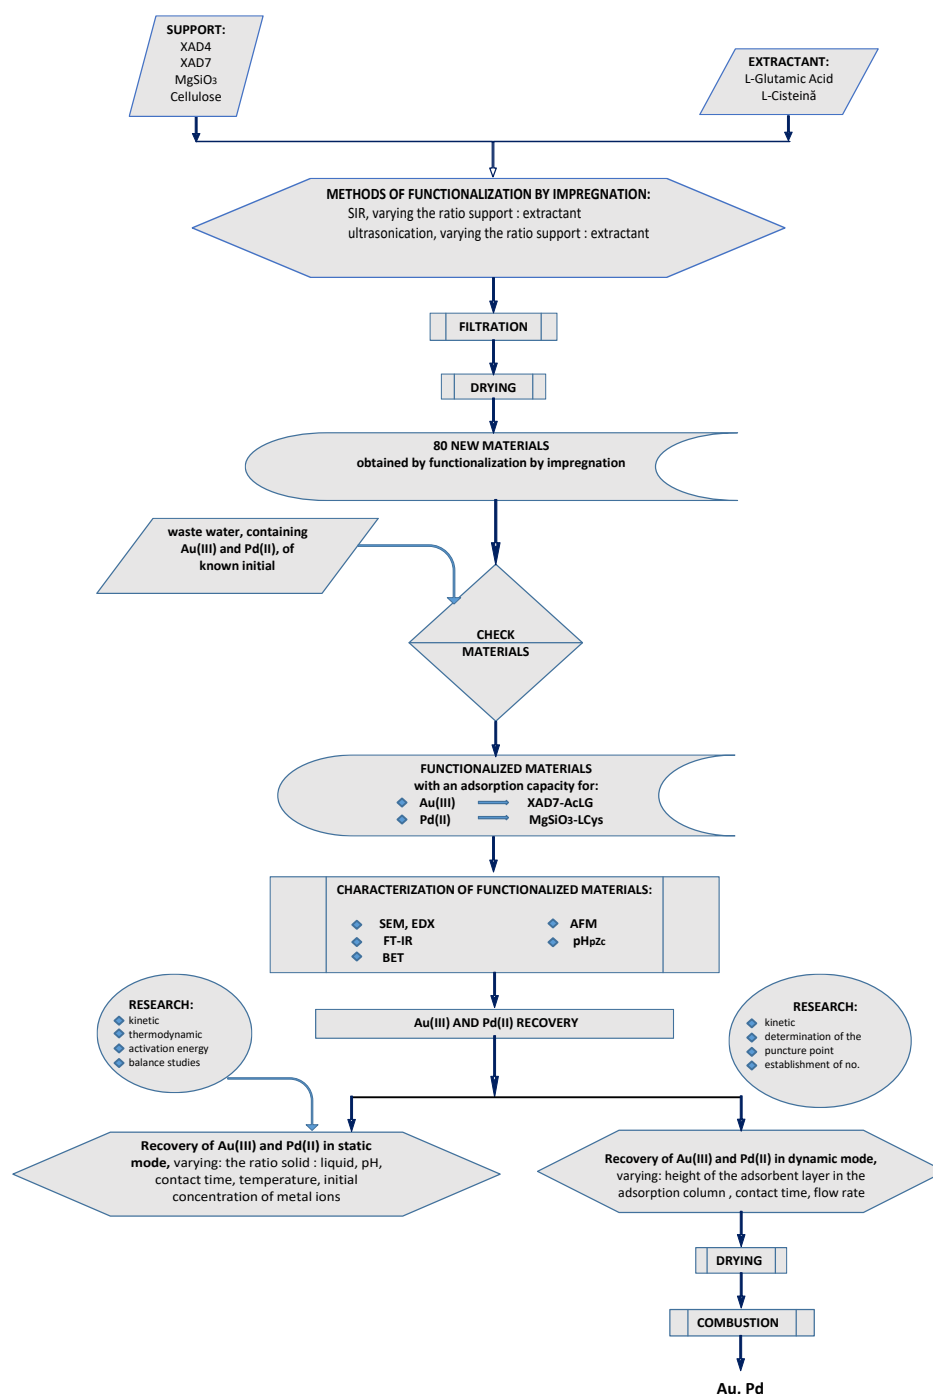 SUPPORT:
XAD4
XAD7
MgSiO3
Cellulose
EXTRACTANT:
L-Glutamic Acid
L-Cisteină
METHODS OF FUNCTIONALIZATION BY IMPREGNATION:
SIR, varying the ratio support : extractant
ultrasonication, varying the ratio support : extractant
FILTRATION
DRYING
80 NEW MATERIALS
obtained by functionalization by impregnation
waste water, containing
Au(III) and Pd(II), of
known initial
CHECK
MATERIALS
FUNCTIONALIZED MATERIALS
with an adsorption capacity for:
Au(III) XAD7-AcLG
Pd(II) MgSiO3-LCys
CHARACTERIZATION OF FUNCTIONALIZED MATERIALS:
SEM, EDX
FT-IR
BET
AFM
pHpZc
RESEARCH:
kinetic
thermodynamic
activation energy
balance studies
Au(III) AND Pd(II) RECOVERY
RESEARCH:
kinetic
determination of the
puncture point
establishment of no.
Recovery of Au(III) and Pd(II) in static
mode, varying: the ratio solid : liquid, pH,
contact time, temperature, initial
concentration of metal ions
Recovery of Au(III) and Pd(II) in dynamic mode,
varying: height of the adsorbent layer in the
adsorption column , contact time, flow rate
DRYING
COMBUSTION
Au, Pd